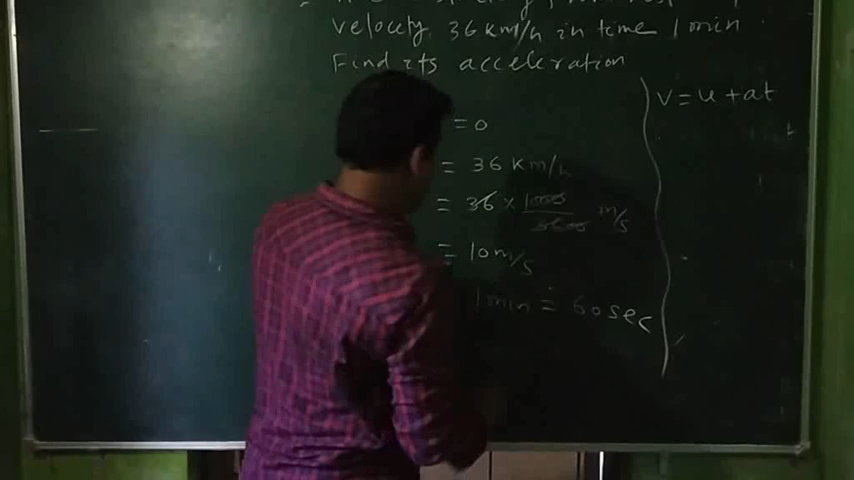 velocity 36 km/h in time 1 min
Find its acceleration
V = u + at
= 0
= 36 Km/h
= 36 × 1000/3600 m/s
= 10 m/s
1 min = 60 sec